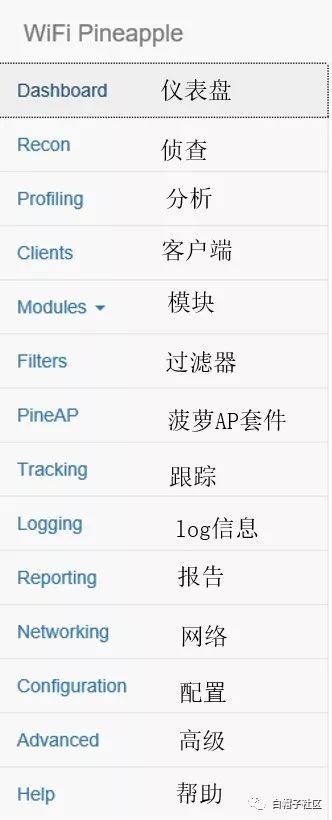 WiFi Pineapple
Dashboard 仪表盘
Recon 侦查
Profiling 分析
Clients 客户端
Modules 模块
Filters 过滤器
PineAP 菠萝AP套件
Tracking 跟踪
Logging log信息
Reporting 报告
Networking 网络
Configuration 配置
Advanced 高级
Help 帮助
白帽子社区